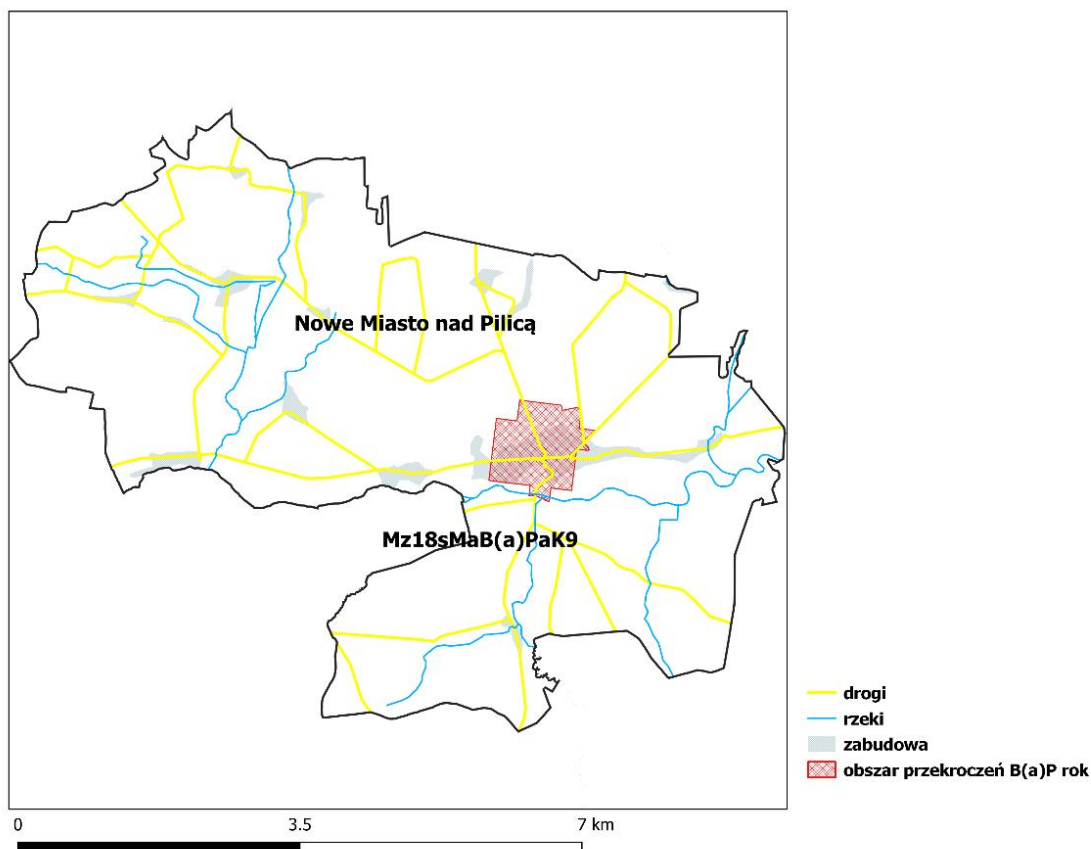 Nowe Miasto nad Pilicą
Mz18sMaB(a)PaK9
drogi
rzeki
zabudowa
obszar przekroczeń B(a)P rok
0 3.5 7 km